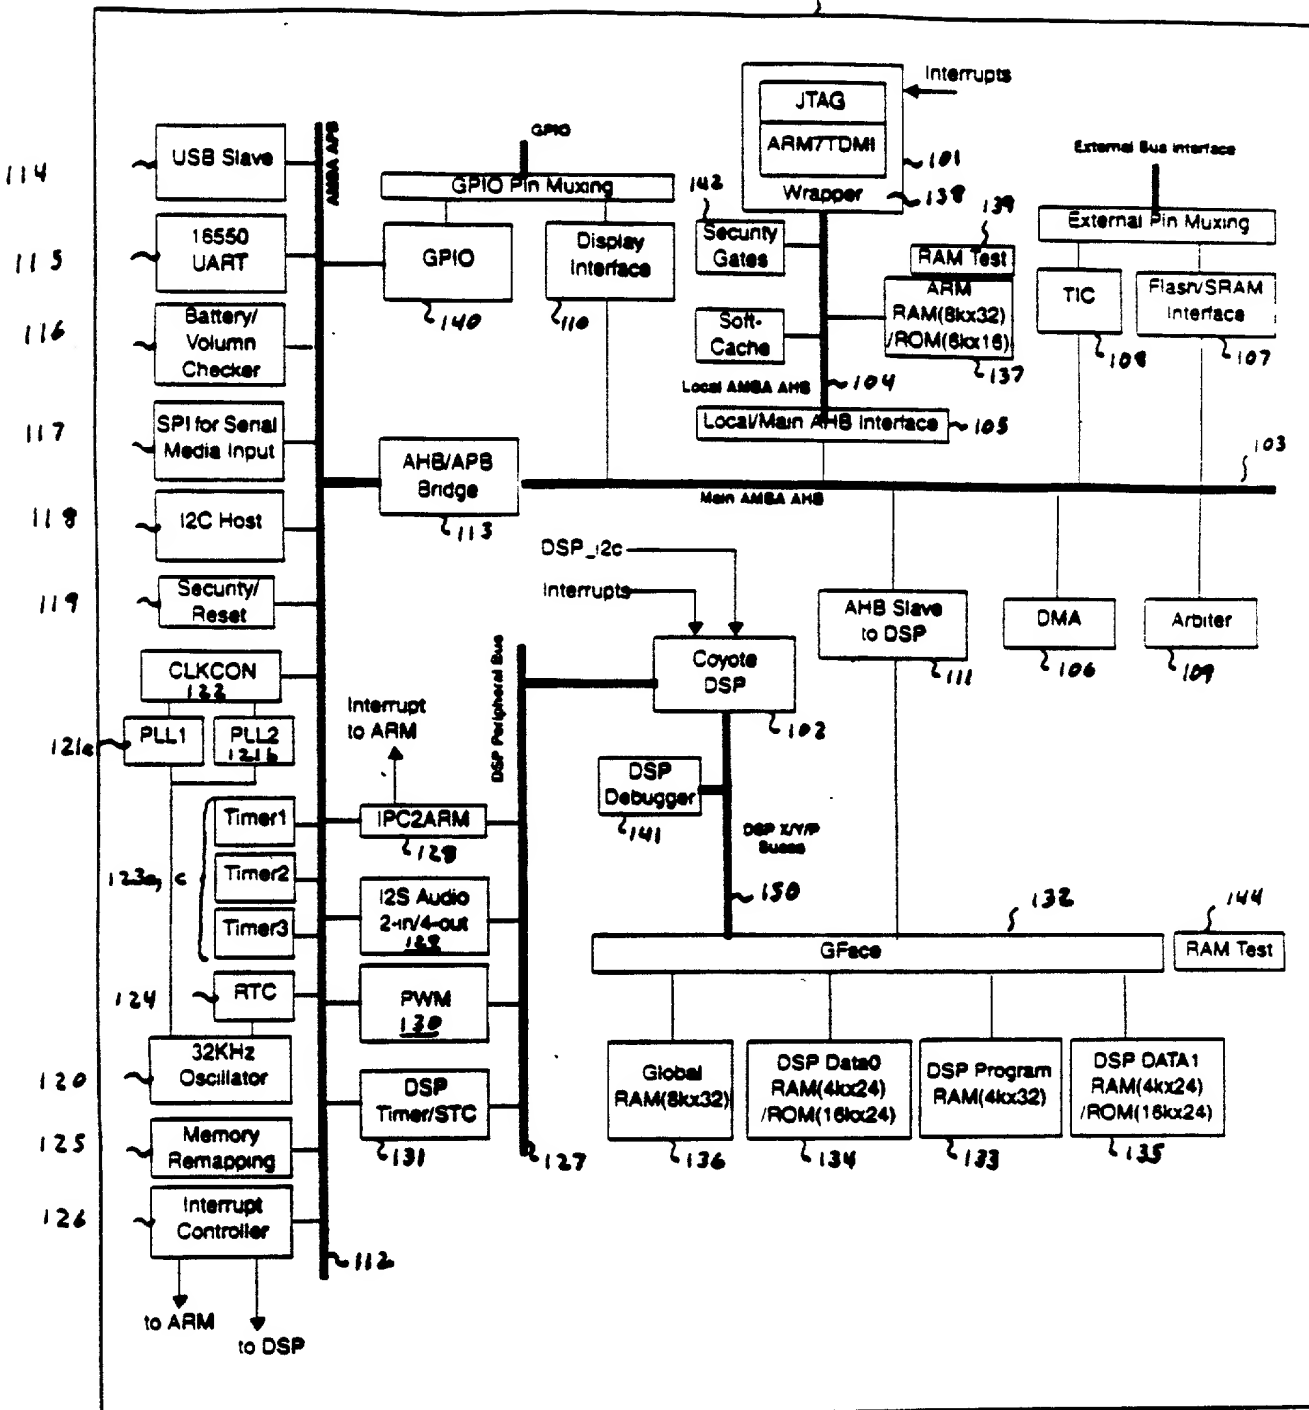 Interrupts
JTAG
ARM7TDMI
101
Wrapper
138
AMBA APB
GPIO
GPIO Pin Muxing
External Bus Interface
External Pin Muxing
114
USB Slave
115
16550
UART
116
Battery/
Volumn
Checker
117
SPI for Serial
Media Input
118
I2C Host
119
Security/
Reset
CLKCON
122
121a
PLL1
PLL2
121b
Timer1
123a, c
Timer2
Timer3
124
RTC
120
32KHz
Oscillator
125
Memory
Remapping
126
Interrupt
Controller
to ARM
to DSP
112
GPIO
140
Display
Interface
110
142
Security
Gates
Soft-
Cache
139
RAM Test
ARM
RAM(8kx32)
/ROM(6kx16)
137
TIC
108
Flash/SRAM
Interface
107
Local AMBA AHB
104
Local/Main AHB Interface
105
AHB/APB
Bridge
113
Main AMBA AHB
103
DSP_I2c
Interrupts
Coyote
DSP
102
AHB Slave
to DSP
111
DMA
106
Arbiter
109
DSP Peripheral Bus
Interrupt
to ARM
IPC2ARM
128
I2S Audio
2-in/4-out
129
PWM
130
DSP
Timer/STC
131
127
DSP
Debugger
141
DSP X/Y/P
Buses
150
132
GFace
144
RAM Test
Global
RAM(8kx32)
136
DSP Data0
RAM(4kx24)
/ROM(16kx24)
134
DSP Program
RAM(4kx32)
133
DSP DATA1
RAM(4kx24)
/ROM(16kx24)
135